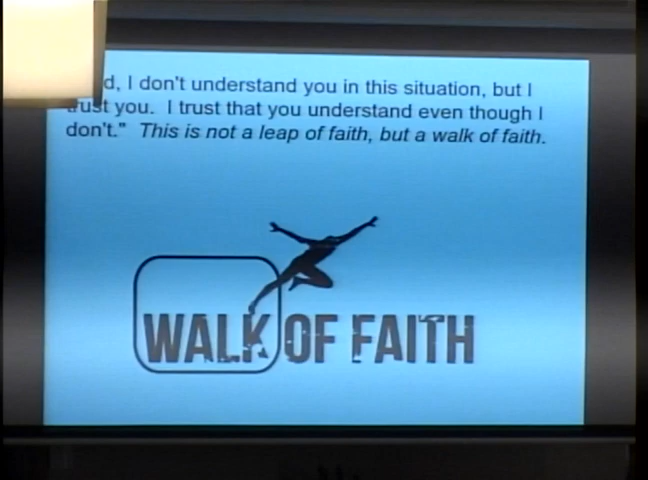 d, I don't understand you in this situation, but I
trust you. I trust that you understand even though I
don't." This is not a leap of faith, but a walk of faith.
WALK OF FAITH